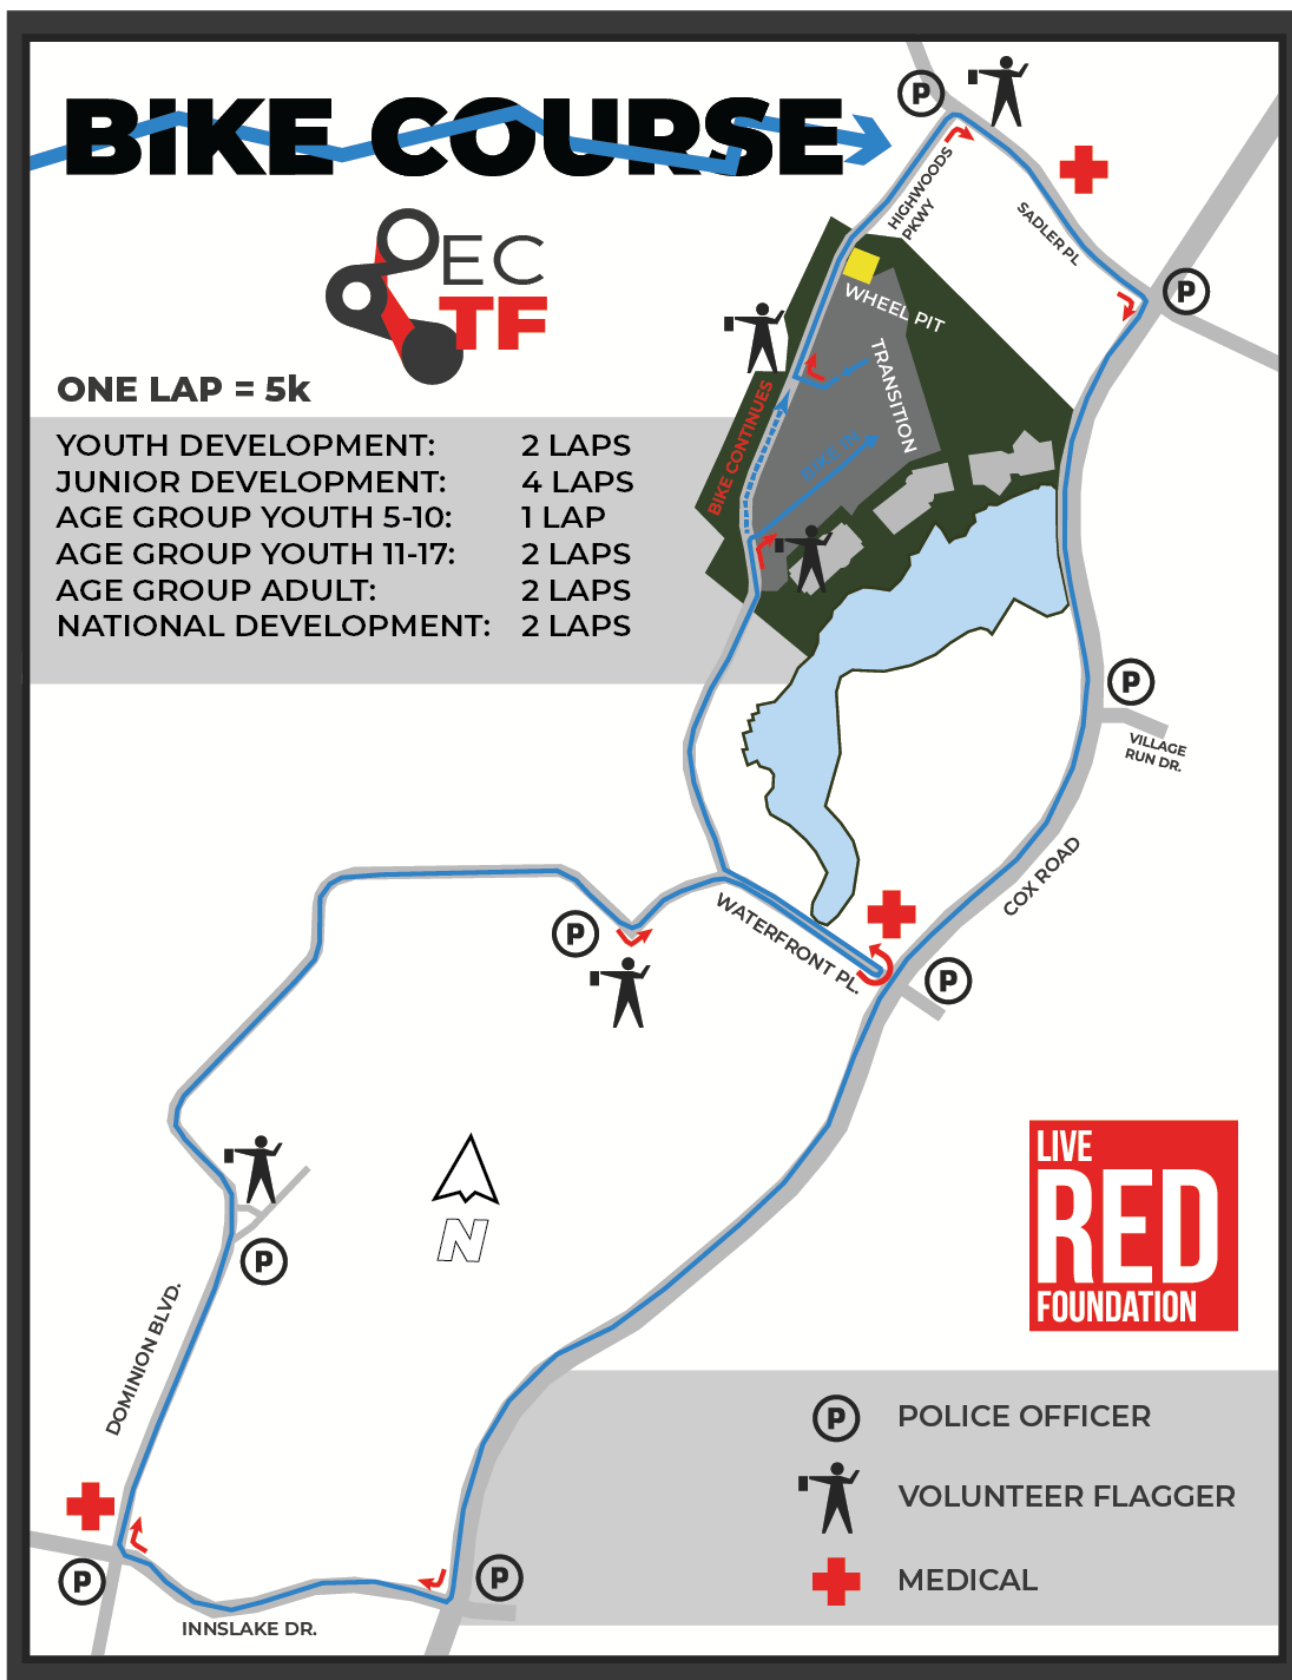 BIKE COURSE
EC
TF
ONE LAP = 5k
YOUTH DEVELOPMENT: 2 LAPS
JUNIOR DEVELOPMENT: 4 LAPS
AGE GROUP YOUTH 5-10: 1 LAP
AGE GROUP YOUTH 11-17: 2 LAPS
AGE GROUP ADULT: 2 LAPS
NATIONAL DEVELOPMENT: 2 LAPS
P
HIGHWOODS
PKWY
SADLER PL
P
WHEEL PIT
TRANSITION
BIKE CONTINUES
BIKE IN
P
VILLAGE
RUN DR.
COX ROAD
WATERFRONT PL.
P
P
P
DOMINION BLVD.
N
LIVE
RED
FOUNDATION
P
P
INNSLAKE DR.
P POLICE OFFICER
VOLUNTEER FLAGGER
MEDICAL